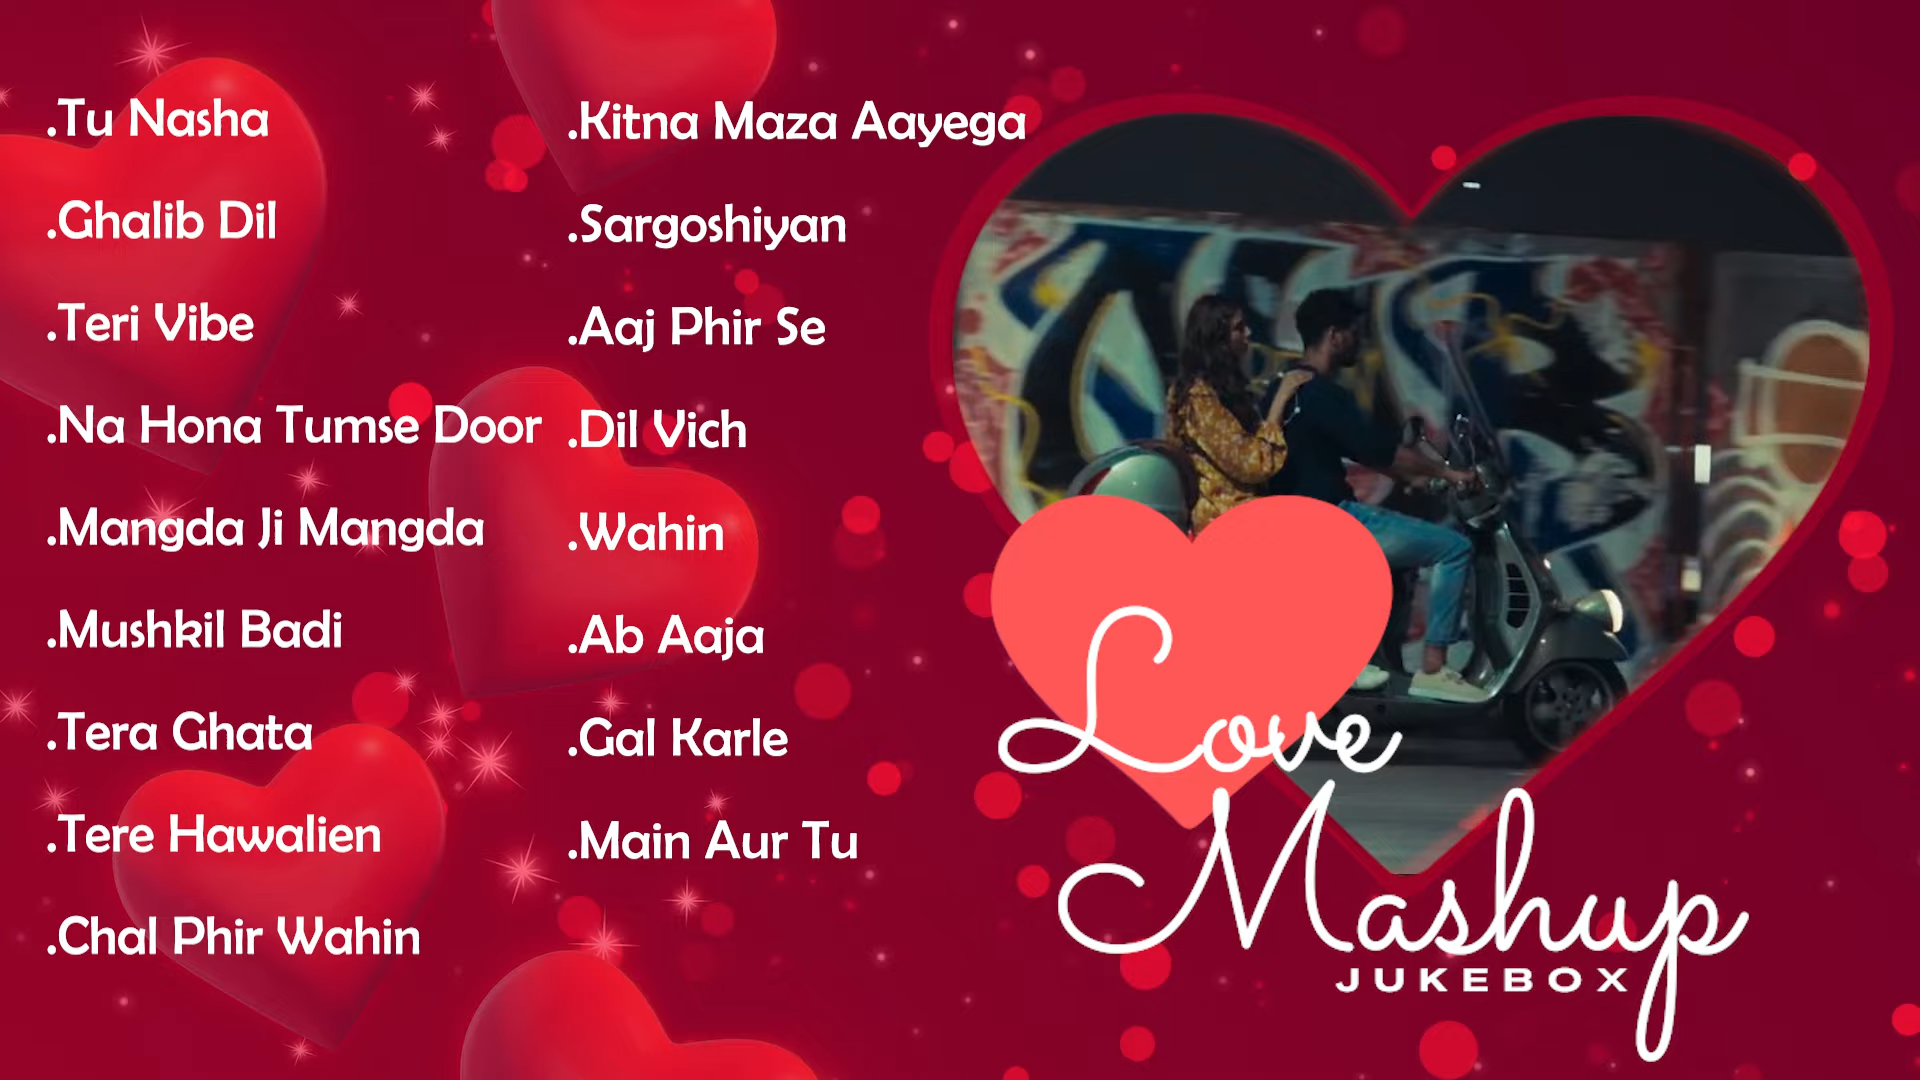 .Tu Nasha
.Ghalib Dil
.Teri Vibe
.Na Hona Tumse Door
.Mangda Ji Mangda
.Mushkil Badi
.Tera Ghata
.Tere Hawalien
.Chal Phir Wahin
.Kitna Maza Aayega
.Sargoshiyan
.Aaj Phir Se
.Dil Vich
.Wahin
.Ab Aaja
.Gal Karle
.Main Aur Tu
Love
Mashup
JUKEBOX